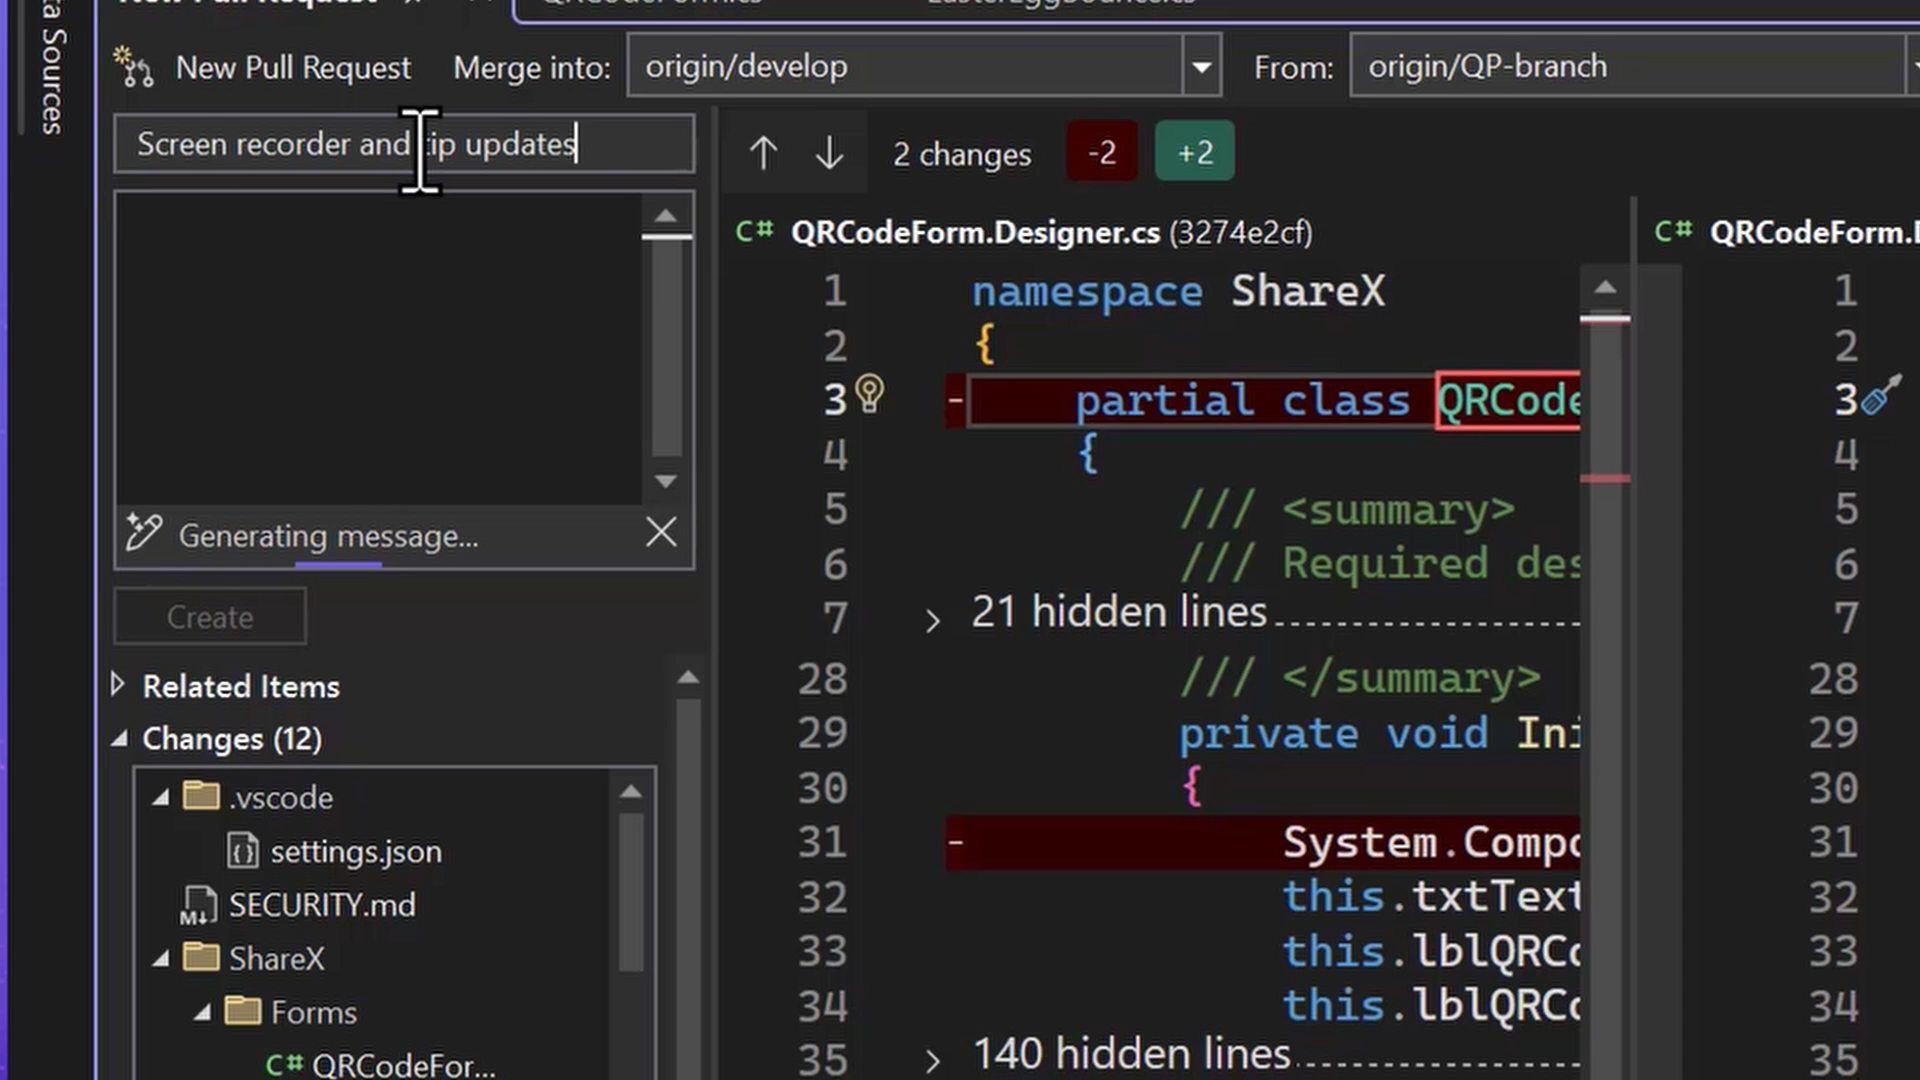 New Pull Request
Sources
New Pull Request Merge into: origin/develop From: origin/QP-branch
Screen recorder and tip updates
2 changes -2 +2
Generating message...
Create
Related Items
Changes (12)
.vscode
settings.json
SECURITY.md
ShareX
Forms
C# QRCodeFor...
C# QRCodeForm.Designer.cs (3274e2cf)
1 namespace ShareX
2 {
3 - partial class QRCode
4 {
5 /// <summary>
6 /// Required des
7 21 hidden lines
28 /// </summary>
29 private void Ini
30 {
31 - System.Compo
32 this.txtText
33 this.lblQRCo
34 this.lblQRCo
35 140 hidden lines
C# QRCodeForm.
1
2
3
4
5
6
7
28
29
30
31
32
33
34
35